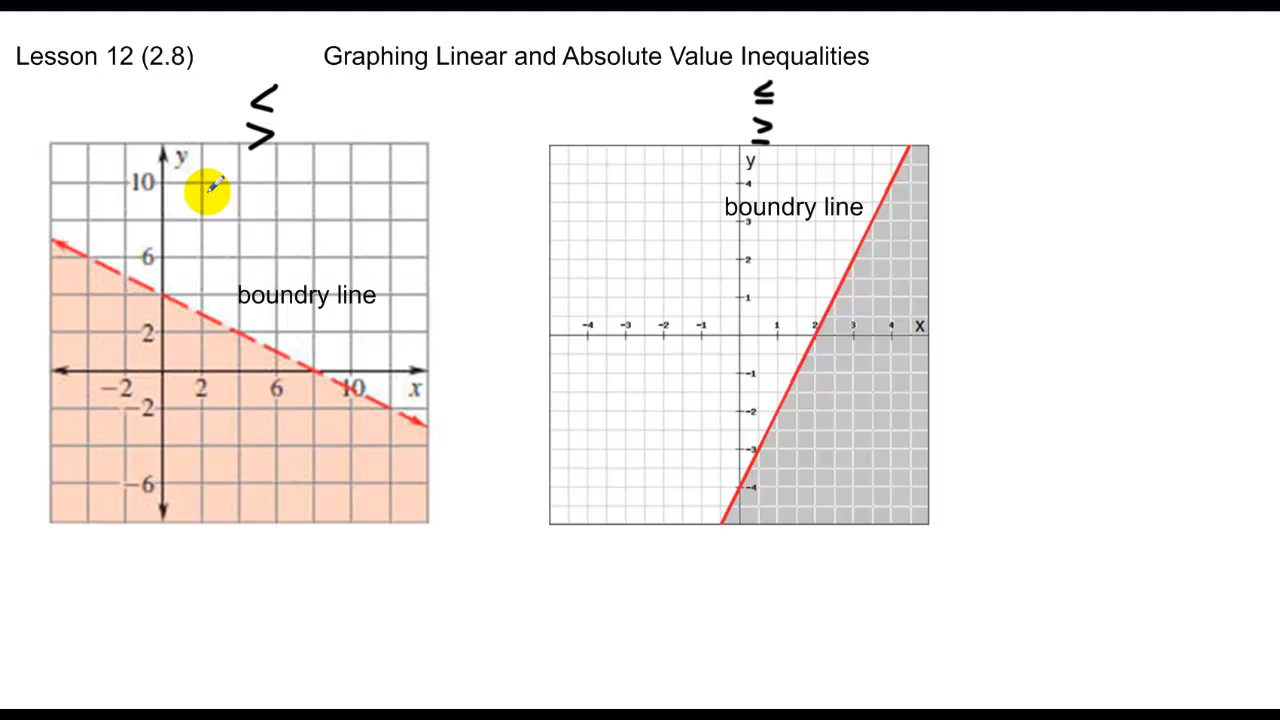 Lesson 12 (2.8) Graphing Linear and Absolute Value Inequalities
<
>
≤
≥
y
10
6
boundry line
2
-2 2 6 10 x
-2
-6
y
4
boundry line
3
2
1
-4 -3 -2 -1 1 2 3 4 x
-1
-2
-3
-4